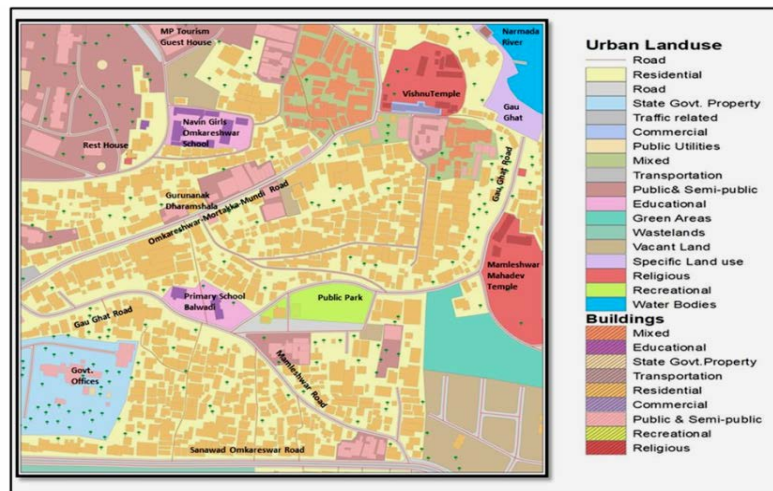 MP Tourism
Guest House
Narmada
River
VishnuTemple
Gau
Ghat
Navin Girls
Omkareshwar
School
Rest House
Gau Ghat Road
Gurunanak
Dharamshala
Omkareshwar-Mortakka-Mundi Road
Mamleshwar
Mahadev
Temple
Primary School
Balwadi
Public Park
Gau Ghat Road
Govt.
Offices
Mamleshwar Road
Sanawad Omkareswar Road
Urban Landuse
Road
Residential
Road
State Govt. Property
Traffic related
Commercial
Public Utilities
Mixed
Transportation
Public& Semi-public
Educational
Green Areas
Wastelands
Vacant Land
Specific Land use
Religious
Recreational
Water Bodies
Buildings
Mixed
Educational
State Govt.Property
Transportation
Residential
Commercial
Public & Semi-public
Recreational
Religious